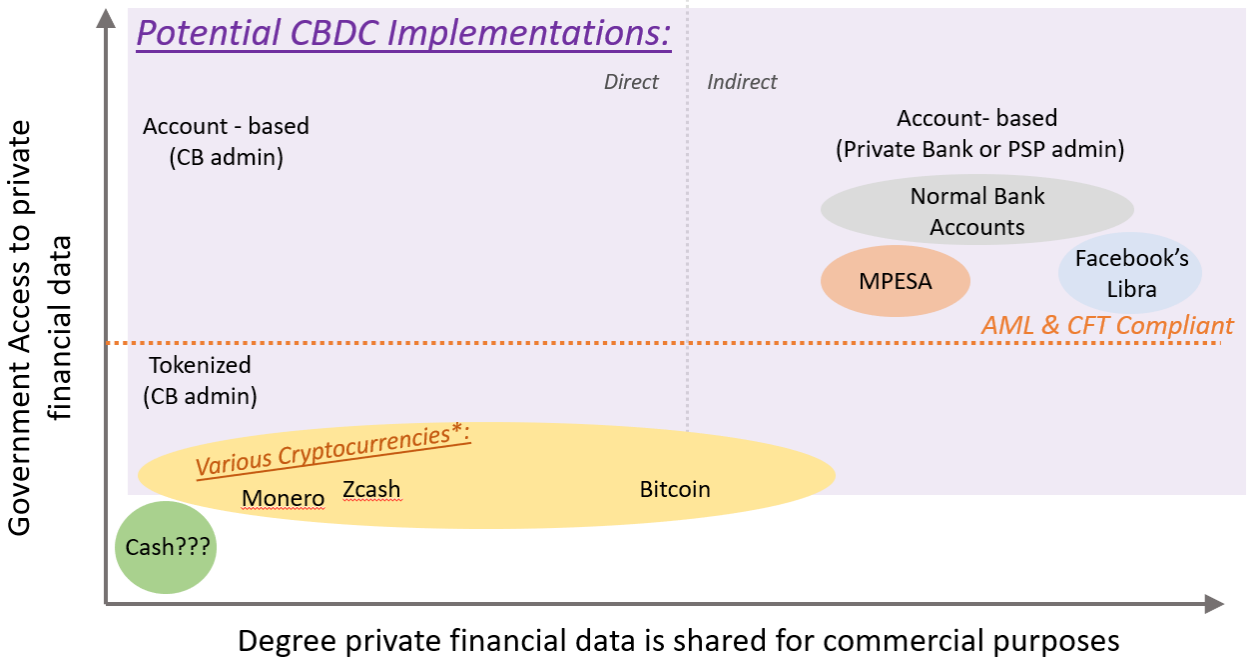 Potential CBDC Implementations:
Direct
Indirect
Account - based
(CB admin)
Account- based
(Private Bank or PSP admin)
Normal Bank
Accounts
MPESA
Facebook's
Libra
AML & CFT Compliant
Tokenized
(CB admin)
Various Cryptocurrencies*:
Monero
Zcash
Bitcoin
Cash???
Government Access to private
financial data
Degree private financial data is shared for commercial purposes